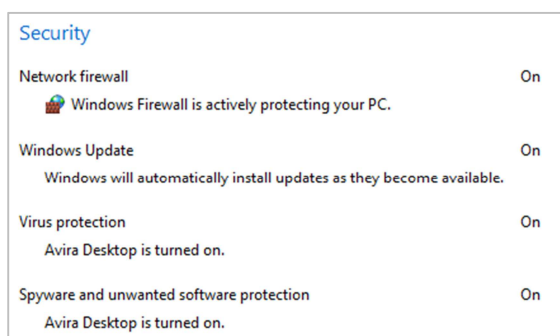 Security
Network firewall On
Windows Firewall is actively protecting your PC.
Windows Update On
Windows will automatically install updates as they become available.
Virus protection On
Avira Desktop is turned on.
Spyware and unwanted software protection On
Avira Desktop is turned on.